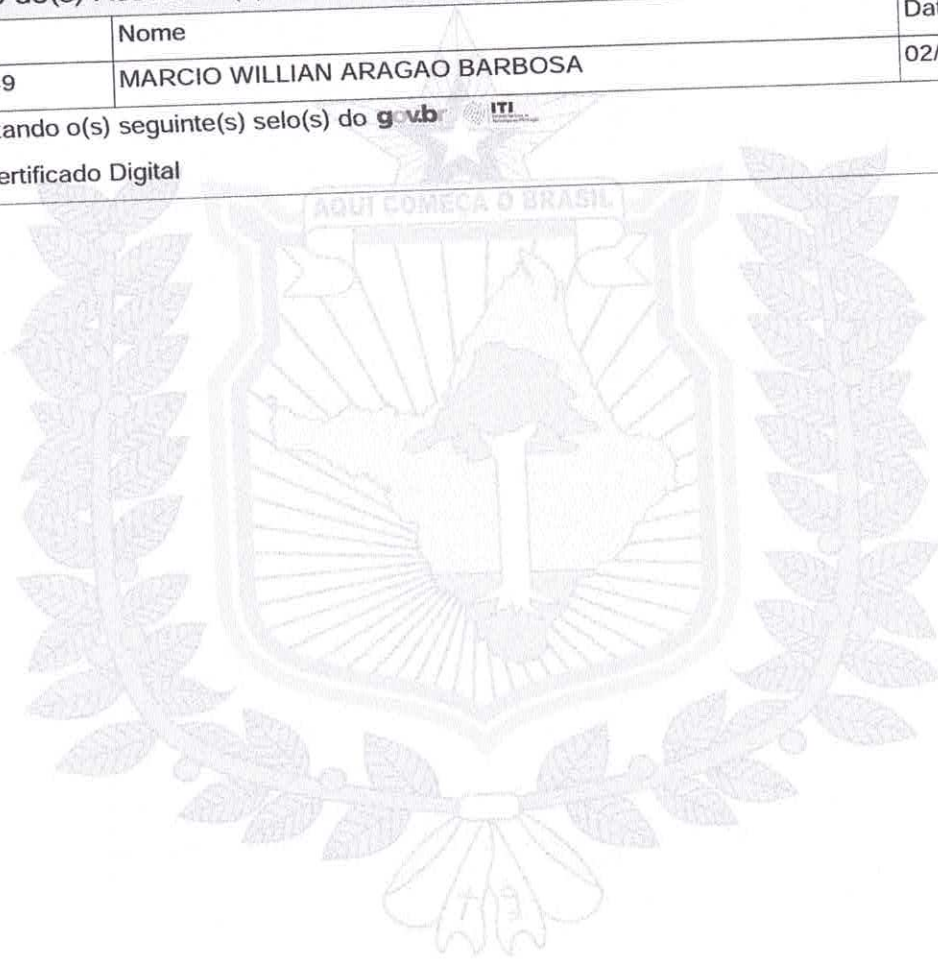 Nome
Dat
9
MARCIO WILLIAN ARAGAO BARBOSA
02/
ando o(s) seguinte(s) selo(s) do gov.br ITI
ertificado Digital
AQUI COMEÇA O BRASIL